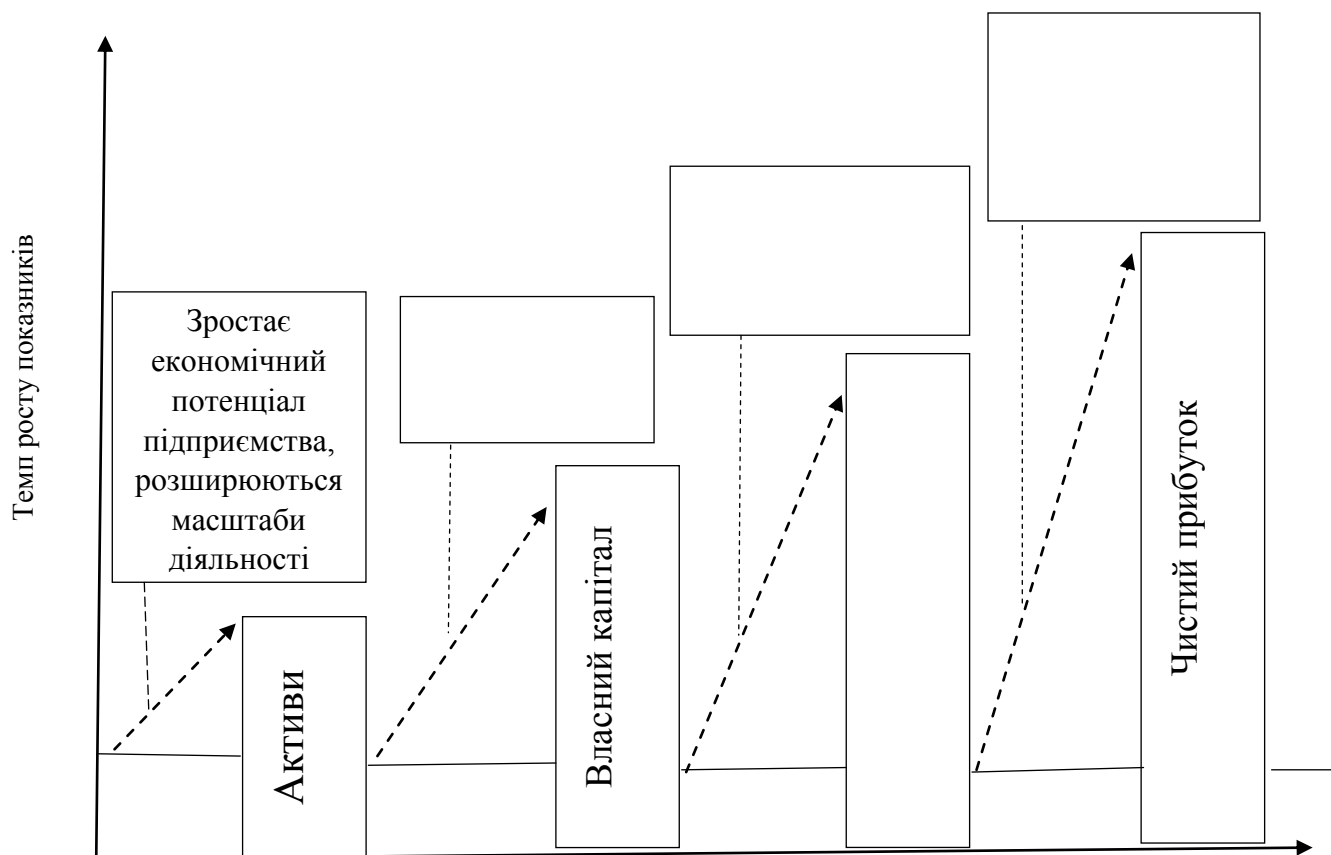 Темп росту показників
Зростає
економічний
потенціал
підприємства,
розширюються
масштаби
діяльності
Активи
Власний капітал
Чистий прибуток